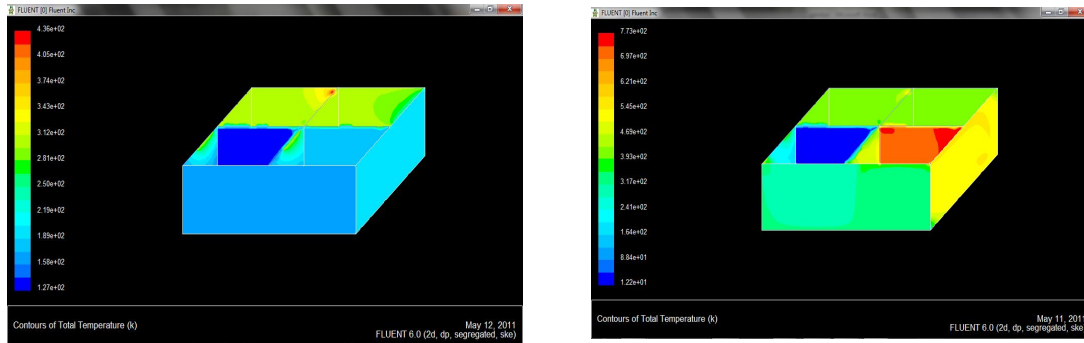 FLUENT [0] Fluent Inc
4.36e+02
4.05e+02
3.74e+02
3.43e+02
3.12e+02
2.81e+02
2.50e+02
2.19e+02
1.89e+02
1.58e+02
1.27e+02
Contours of Total Temperature (k)
May 12, 2011
FLUENT 6.0 (2d, dp, segregated, ske)
FLUENT [0] Fluent Inc
7.73e+02
6.97e+02
6.21e+02
5.45e+02
4.69e+02
3.93e+02
3.17e+02
2.41e+02
1.64e+02
8.84e+01
1.22e+01
Contours of Total Temperature (k)
May 11, 2011
FLUENT 6.0 (2d, dp, segregated, ske)